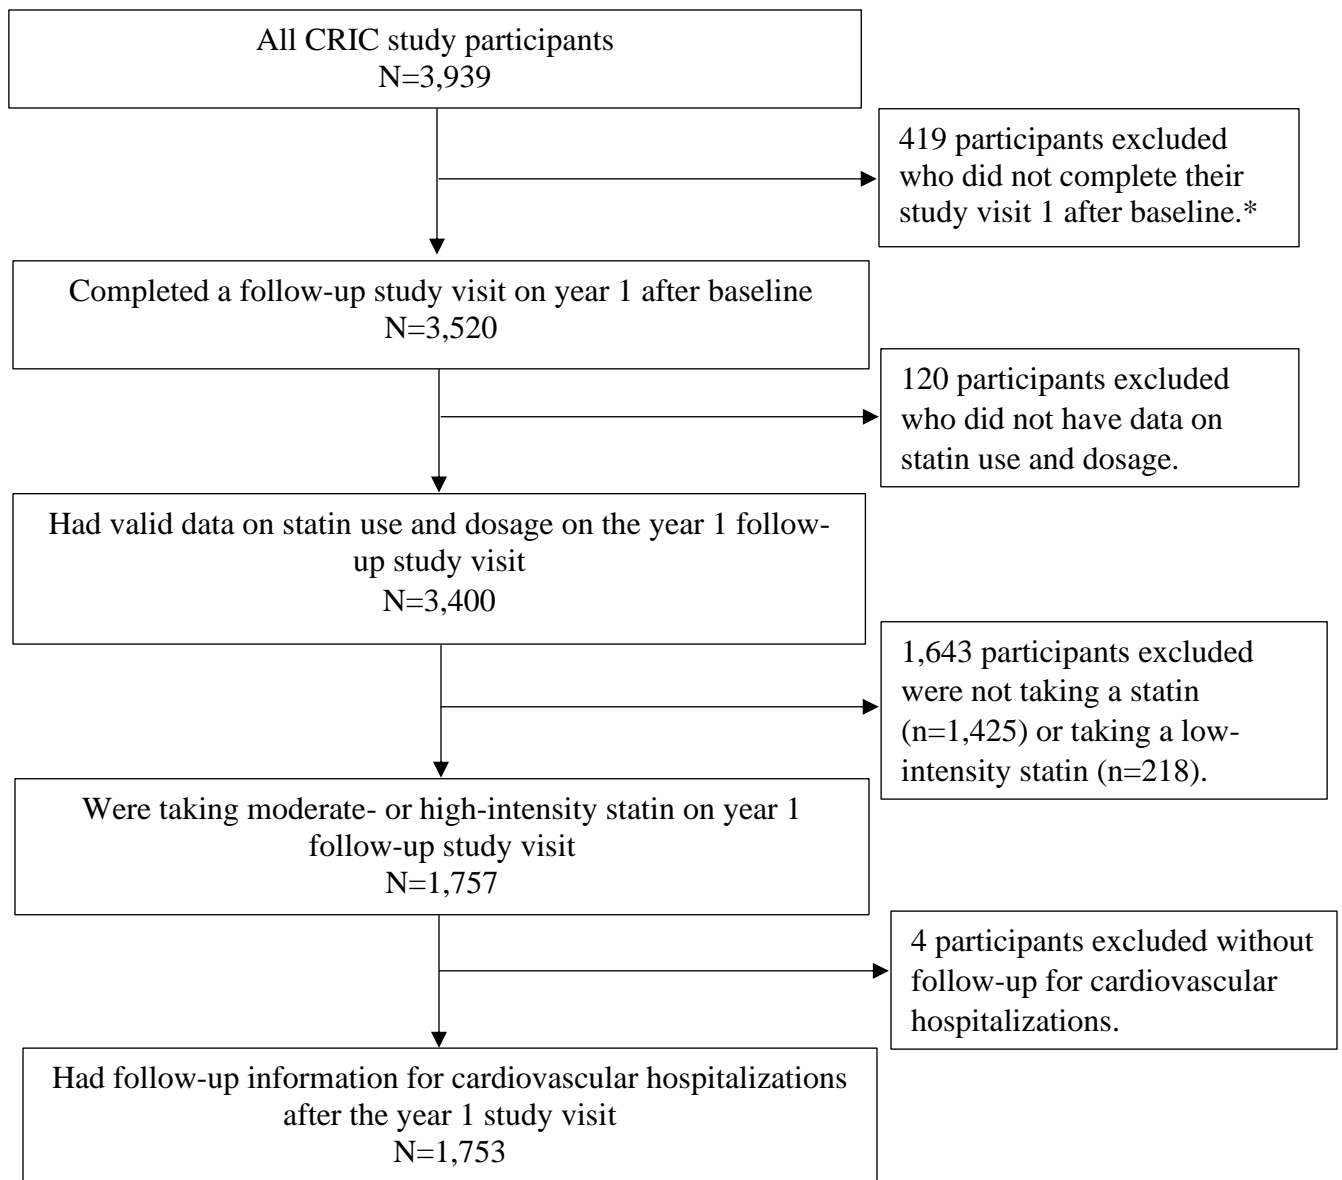 All CRIC study participants
N=3,939
419 participants excluded
who did not complete their
study visit 1 after baseline.*
Completed a follow-up study visit on year 1 after baseline
N=3,520
120 participants excluded
who did not have data on
statin use and dosage.
Had valid data on statin use and dosage on the year 1 follow-
up study visit
N=3,400
1,643 participants excluded
were not taking a statin
(n=1,425) or taking a low-
intensity statin (n=218).
Were taking moderate- or high-intensity statin on year 1
follow-up study visit
N=1,757
4 participants excluded without
follow-up for cardiovascular
hospitalizations.
Had follow-up information for cardiovascular hospitalizations
after the year 1 study visit
N=1,753